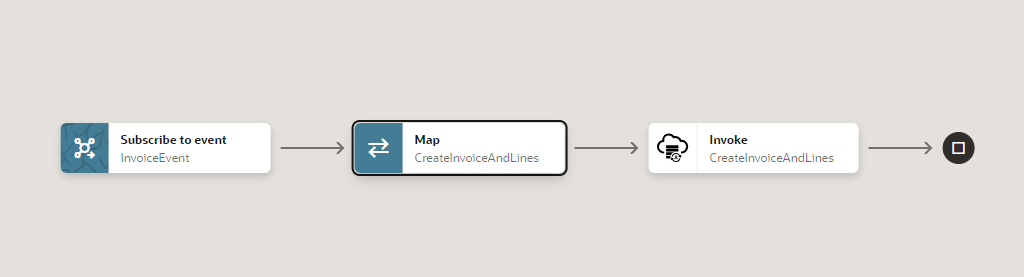 Subscribe to event
InvoiceEvent
Map
CreateInvoiceAndLines
Invoke
CreateInvoiceAndLines